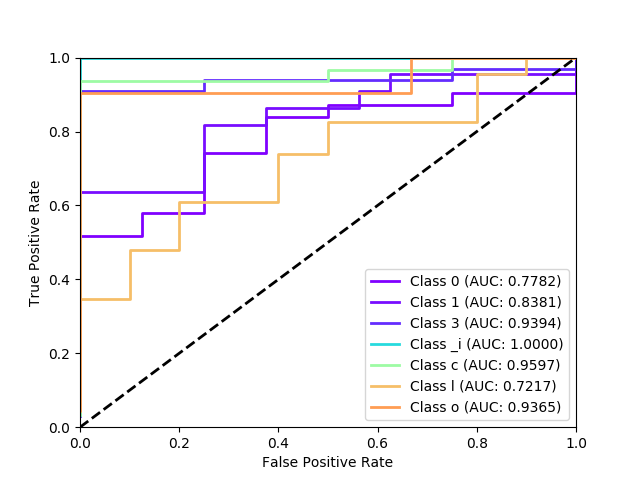 1.0
0.8
0.6
0.4
0.2
0.0
True Positive Rate
Class 0 (AUC: 0.7782)
Class 1 (AUC: 0.8381)
Class 3 (AUC: 0.9394)
Class _i (AUC: 1.0000)
Class c (AUC: 0.9597)
Class l (AUC: 0.7217)
Class o (AUC: 0.9365)
0.0 0.2 0.4 0.6 0.8 1.0
False Positive Rate